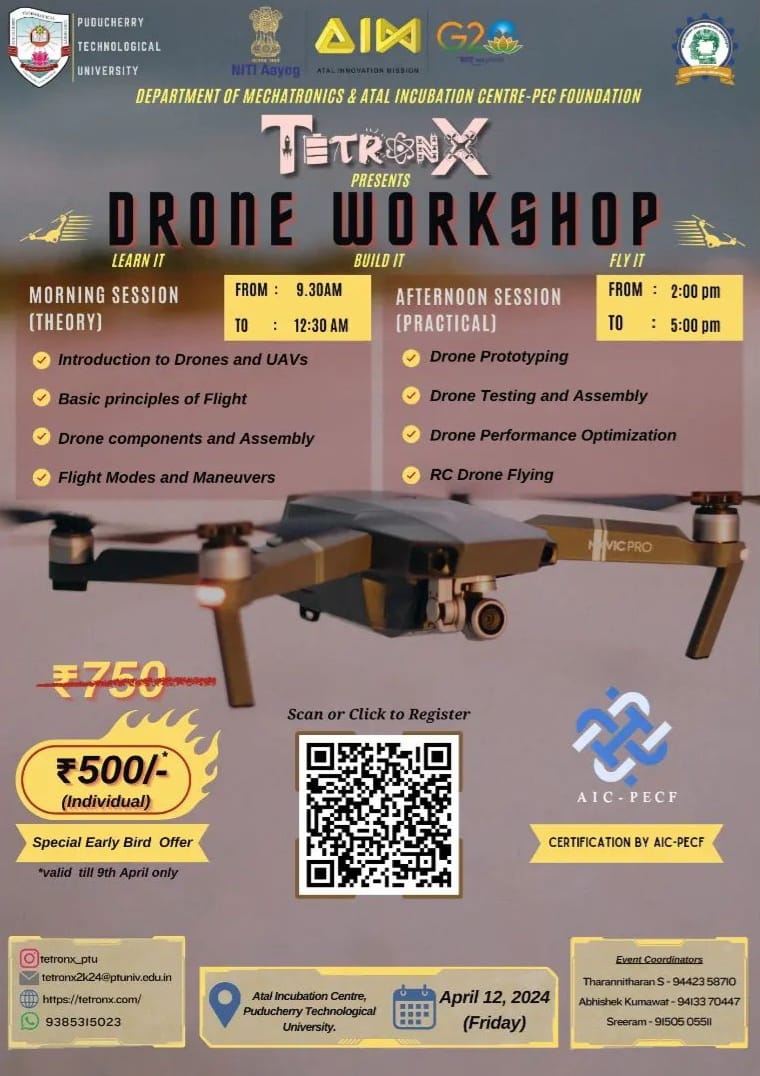 PUDUCHERRY
TECHNOLOGICAL
UNIVERSITY
NITI Aayog
AIM
ATAL INNOVATION MISSION
G20
DEPARTMENT OF MECHATRONICS & ATAL INCUBATION CENTRE-PEC FOUNDATION
TETRONX
PRESENTS
DRONE WORKSHOP
LEARN IT BUILD IT FLY IT
MORNING SESSION
(THEORY)
FROM : 9.30AM
TO : 12:30 AM
Introduction to Drones and UAVs
Basic principles of Flight
Drone components and Assembly
Flight Modes and Maneuvers
AFTERNOON SESSION
(PRACTICAL)
FROM : 2:00 pm
TO : 5:00 pm
Drone Prototyping
Drone Testing and Assembly
Drone Performance Optimization
RC Drone Flying
MAVIC PRO
₹750
₹500/-*
(Individual)
Special Early Bird Offer
*valid till 9th April only
Scan or Click to Register
AIC-PECF
CERTIFICATION BY AIC-PECF
tetronx_ptu
tetronx2k24@ptuniv.edu.in
https://tetronx.com/
9385315023
Atal Incubation Centre,
Puducherry Technological
University.
April 12, 2024
(Friday)
Event Coordinators
Tharannitharan S - 94423 58710
Abhishek Kumawat - 94133 70447
Sreeram - 91505 05511